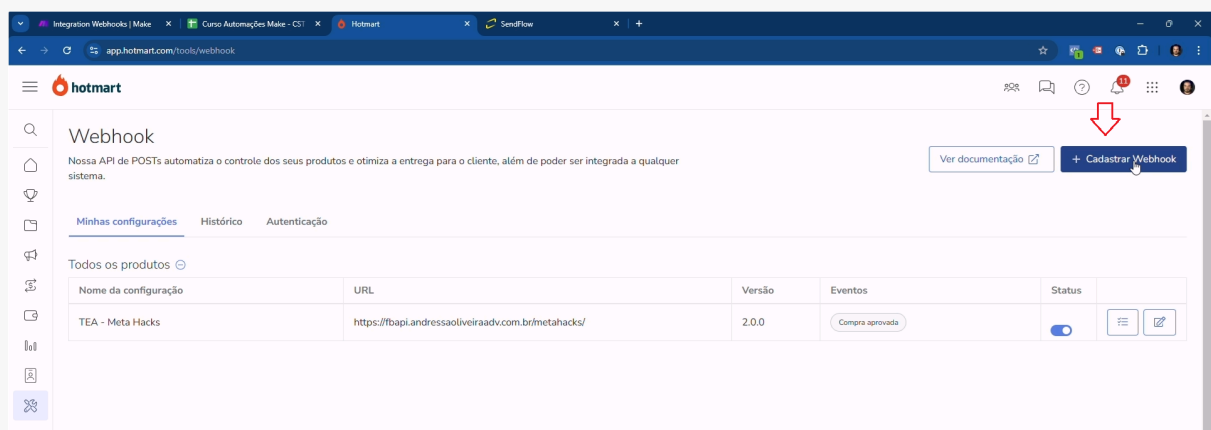 Integration Webhooks | Make
Curso Automações Make - CST
Hotmart
SendFlow
app.hotmart.com/tools/webhook
hotmart
11
Webhook
Nossa API de POSTs automatiza o controle dos seus produtos e otimiza a entrega para o cliente, além de poder ser integrada a qualquer
sistema.
Ver documentação
+ Cadastrar Webhook
Minhas configurações Histórico Autenticação
Todos os produtos
Nome da configuração URL Versão Eventos Status
TEA - Meta Hacks https://fbapi.andressaoliveiraadv.com.br/metahacks/ 2.0.0 Compra aprovada